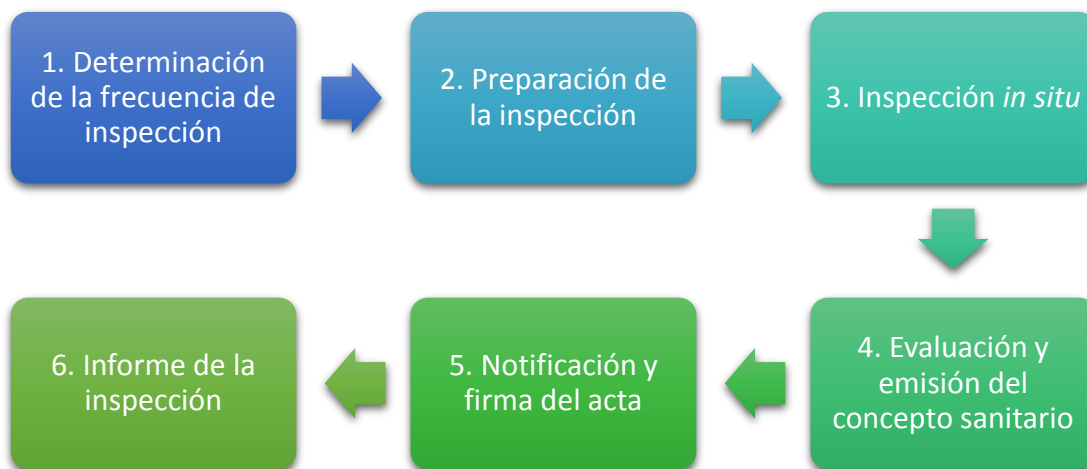 1. Determinación
de la frecuencia de
inspección
2. Preparación de
la inspección
3. Inspección in situ
4. Evaluación y
emisión del
concepto sanitario
5. Notificación y
firma del acta
6. Informe de la
inspección